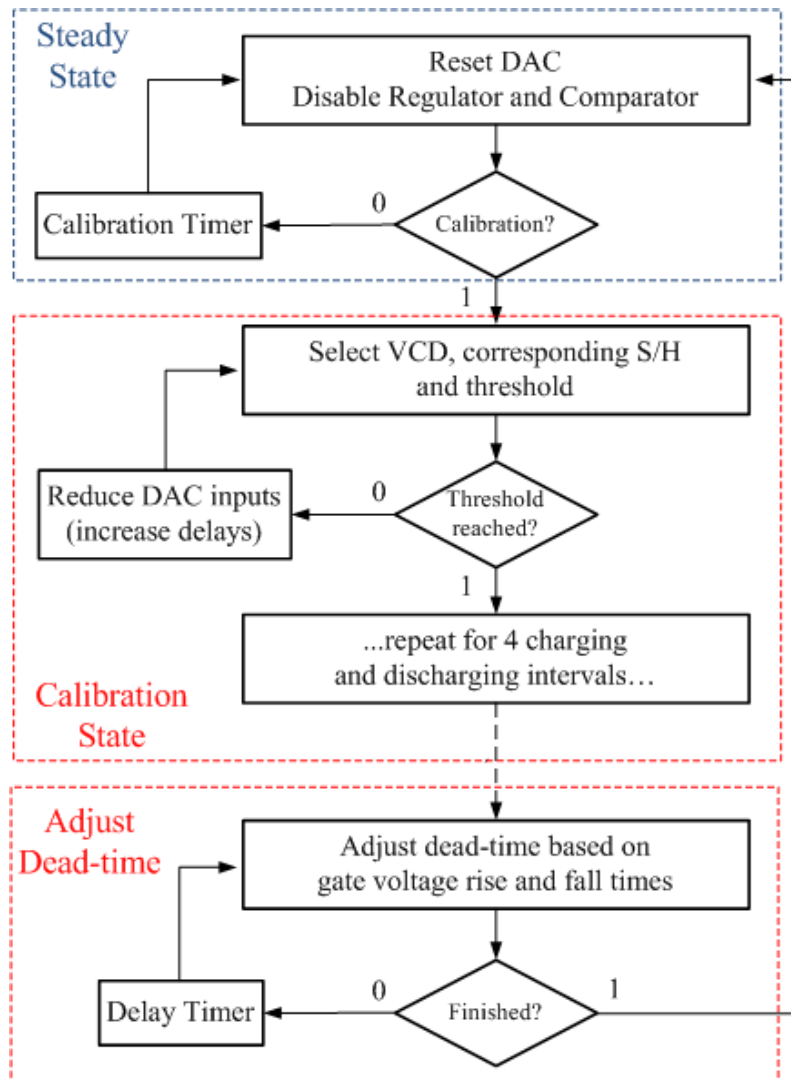 Steady
State
Reset DAC
Disable Regulator and Comparator
Calibration Timer
0
Calibration?
1
Select VCD, corresponding S/H
and threshold
Reduce DAC inputs
(increase delays)
0
Threshold
reached?
1
...repeat for 4 charging
and discharging intervals…
Calibration
State
Adjust
Dead-time
Adjust dead-time based on
gate voltage rise and fall times
Delay Timer
0
Finished?
1